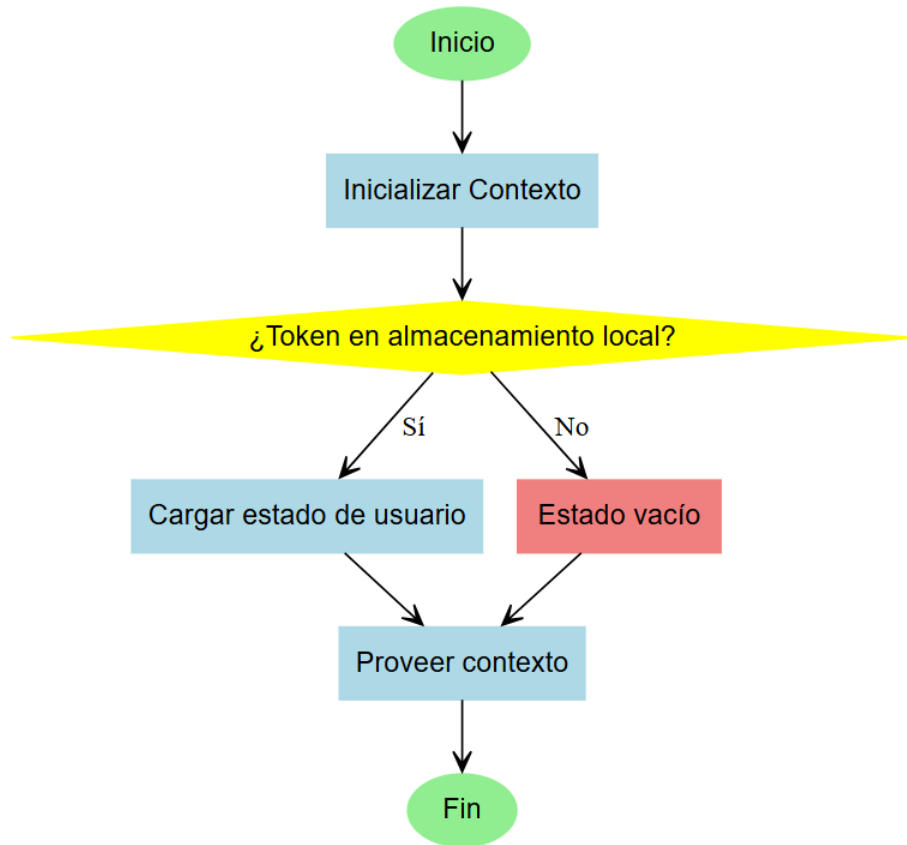 Inicio
Inicializar Contexto
¿Token en almacenamiento local?
Sí
No
Cargar estado de usuario
Estado vacío
Proveer contexto
Fin